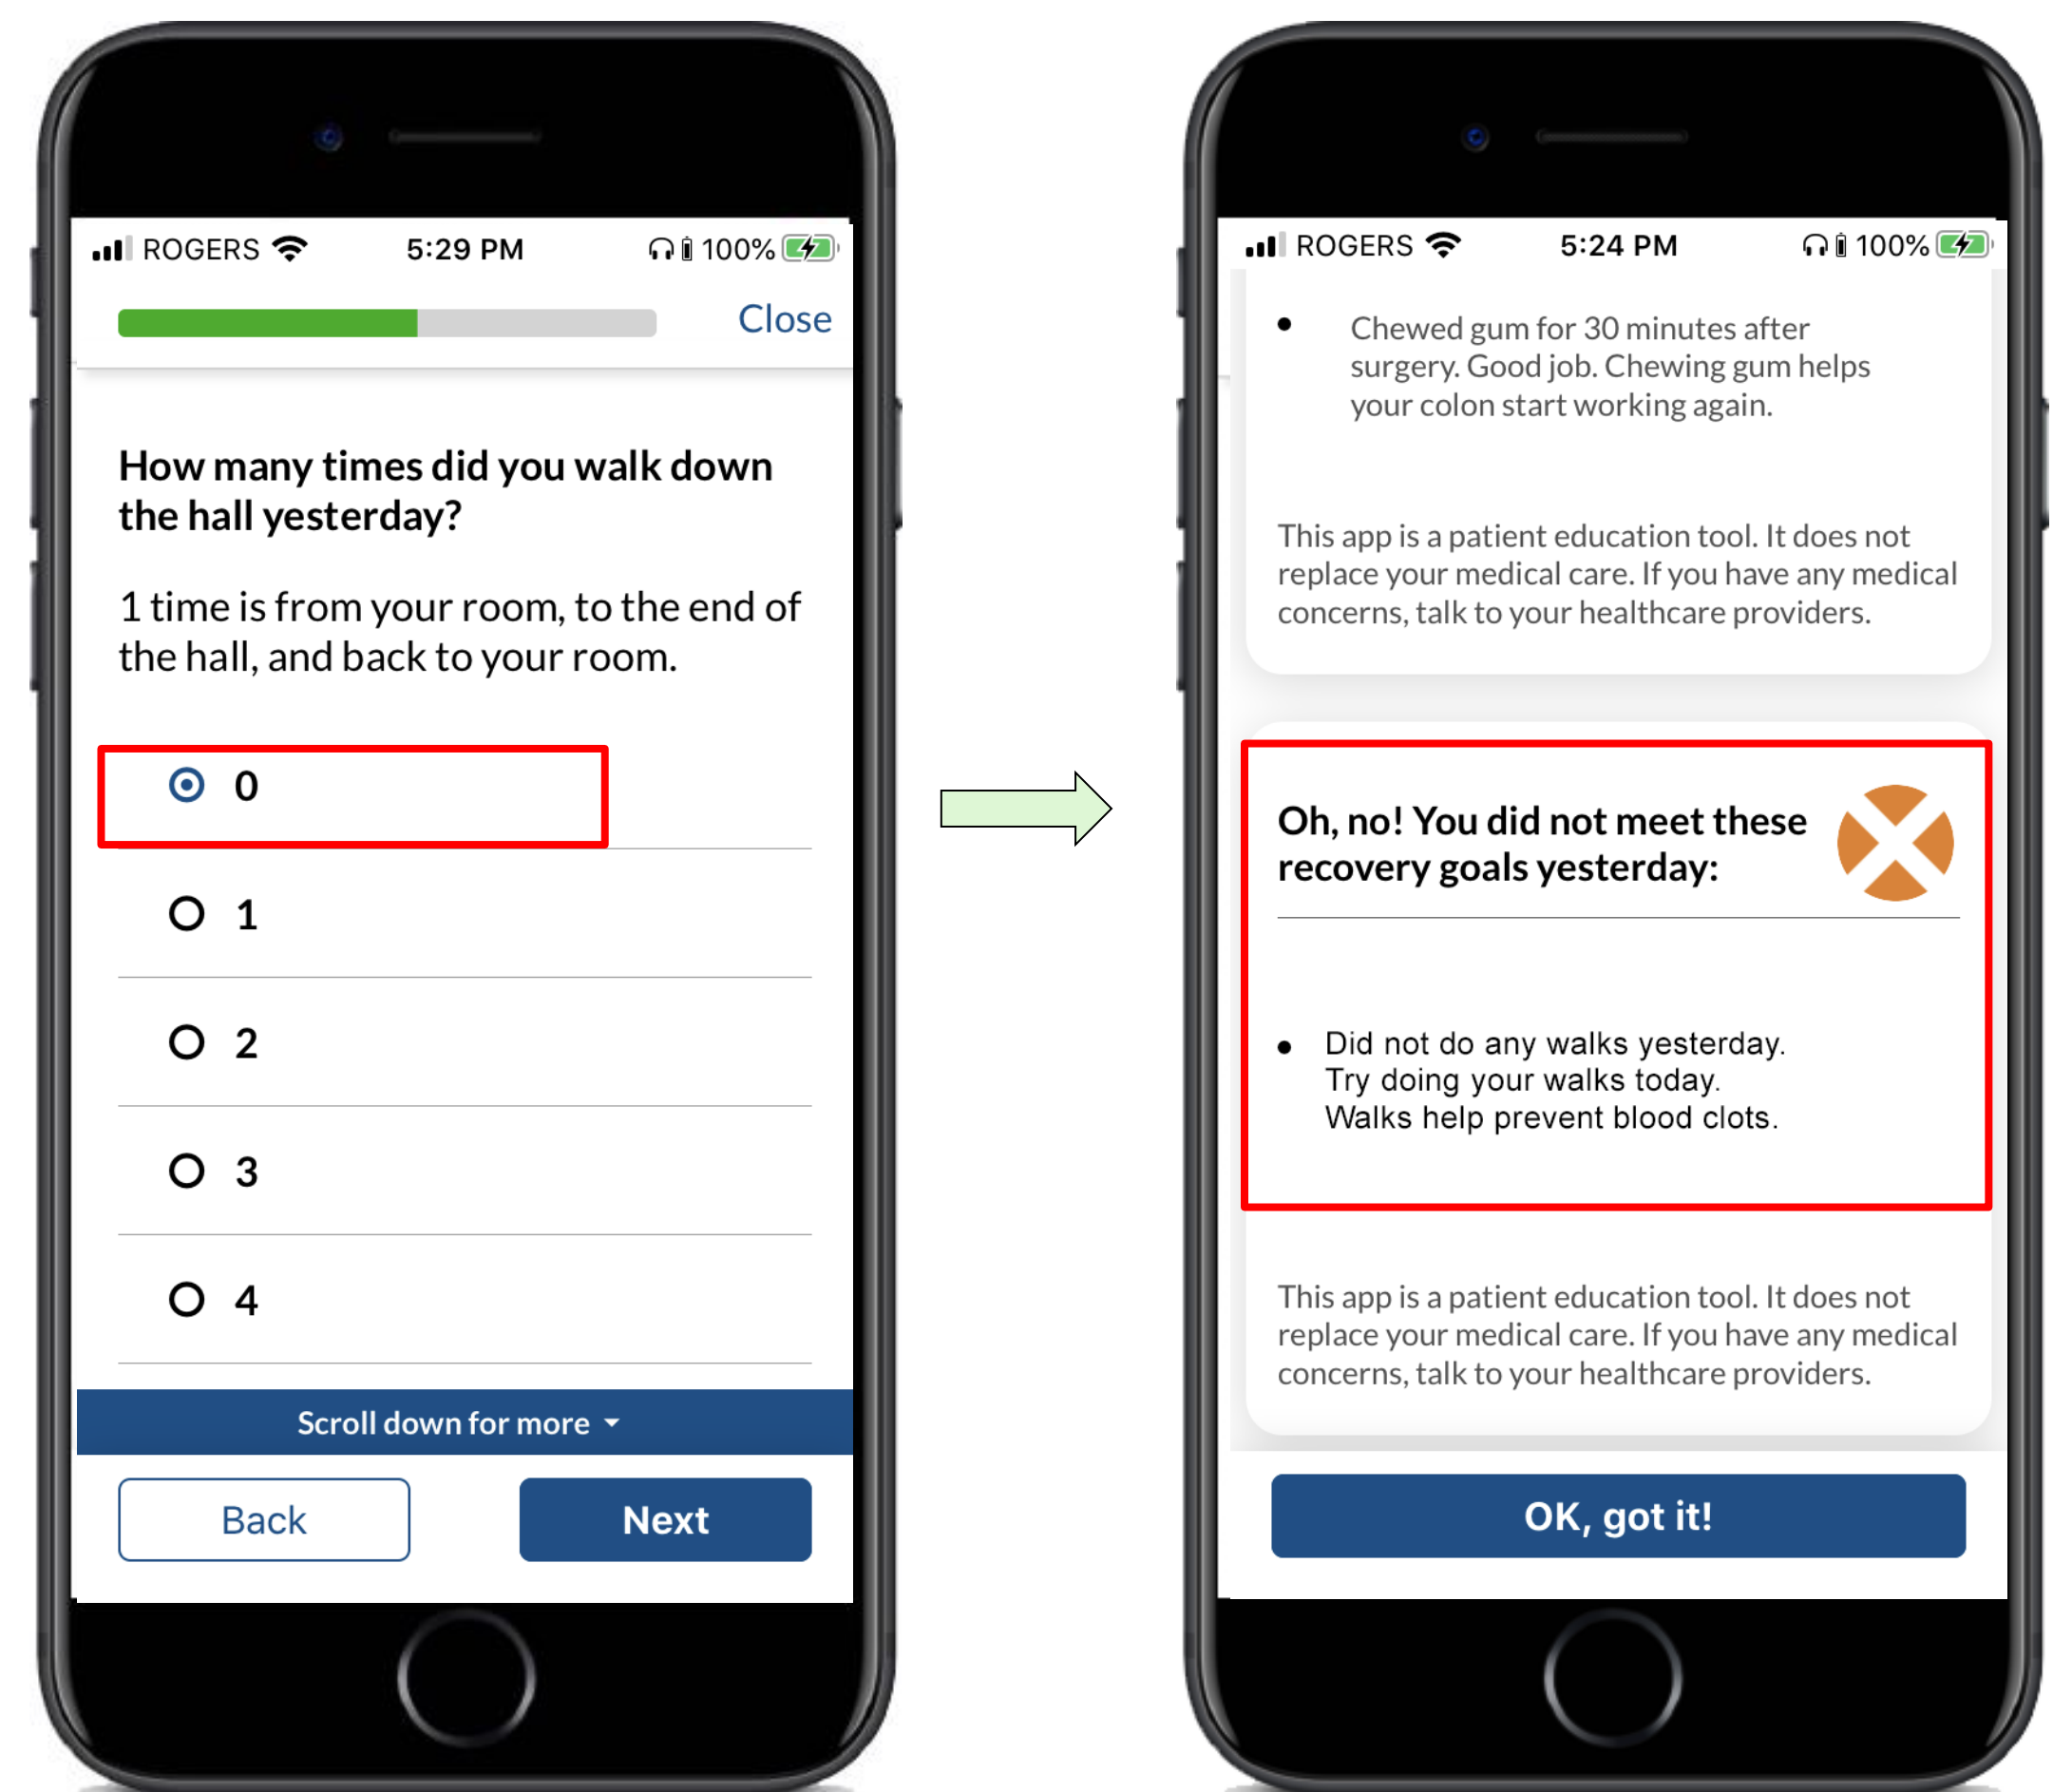 ROGERS 5:29 PM 100%
Close
How many times did you walk down
the hall yesterday?
1 time is from your room, to the end of
the hall, and back to your room.
0
1
2
3
4
Scroll down for more
Back Next
ROGERS 5:24 PM 100%
• Chewed gum for 30 minutes after
surgery. Good job. Chewing gum helps
your colon start working again.
This app is a patient education tool. It does not
replace your medical care. If you have any medical
concerns, talk to your healthcare providers.
Oh, no! You did not meet these
recovery goals yesterday:
• Did not do any walks yesterday.
Try doing your walks today.
Walks help prevent blood clots.
This app is a patient education tool. It does not
replace your medical care. If you have any medical
concerns, talk to your healthcare providers.
OK, got it!